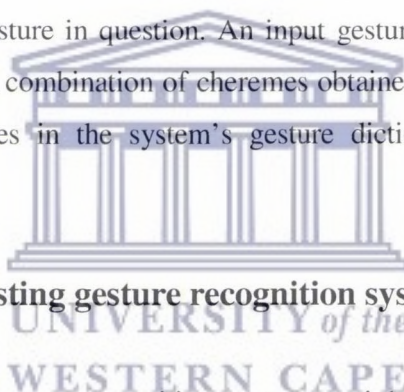 sture in question. An input gestur
combination of cheremes obtaine
es in the system's gesture dicti
sting gesture recognition sys
UNIVERSITY of the
WESTERN CAPE